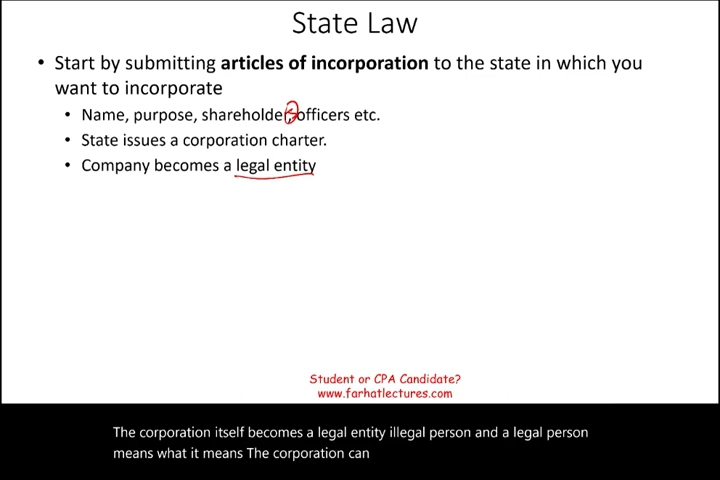 State Law
• Start by submitting articles of incorporation to the state in which you
want to incorporate
• Name, purpose, shareholder, officers etc.
• State issues a corporation charter.
• Company becomes a legal entity
Student or CPA Candidate?
www.farhatlectures.com
The corporation itself becomes a legal entity illegal person and a legal person
means what it means The corporation can